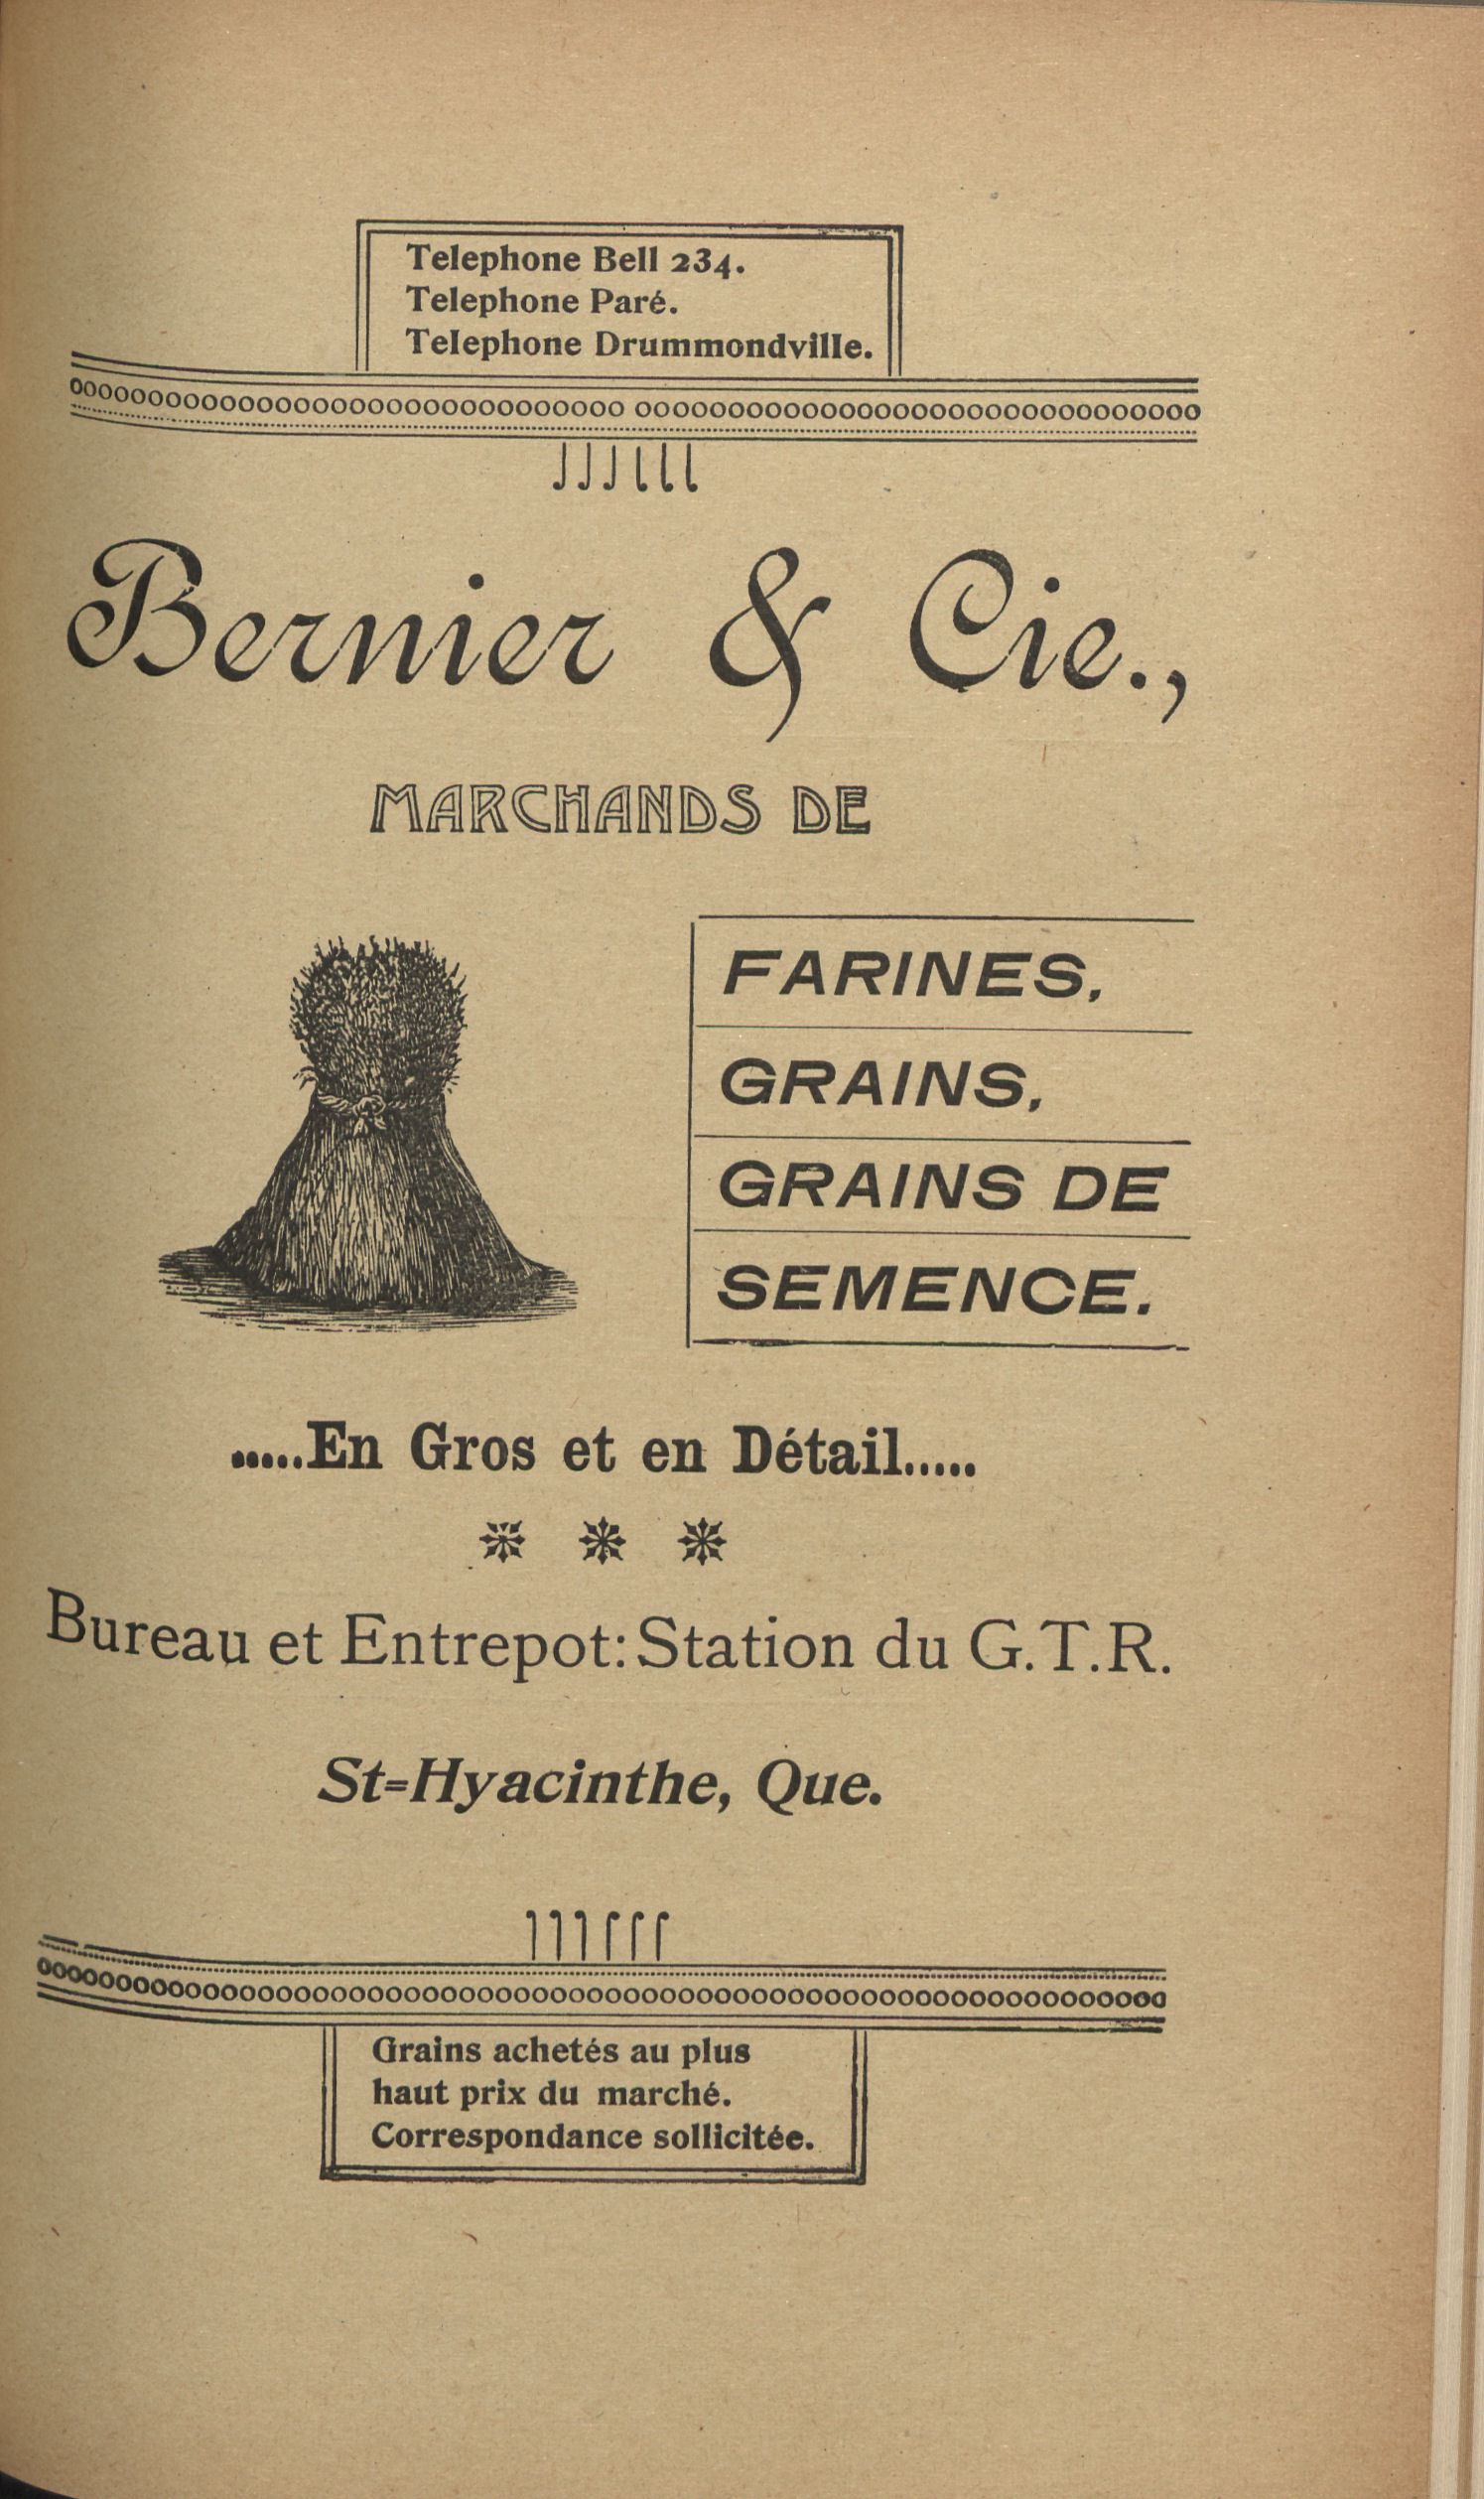 Telephone Bell 234.
Telephone Paré.
Telephone Drummondville.
Bernier & Cie.,
MARCHANDS DE
FARINES,
GRAINS,
GRAINS DE
SEMENCE.
.....En Gros et en Détail.....
Bureau et Entrepot: Station du G.T.R.
St-Hyacinthe, Que.
Grains achetés au plus
haut prix du marché.
Correspondance sollicitée.